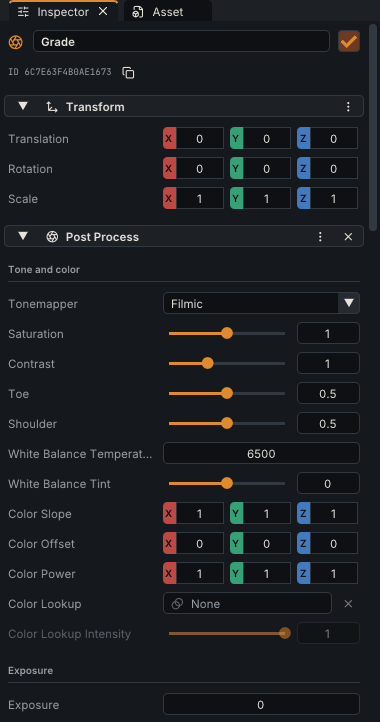 Inspector
Asset
Grade
ID 6C7E63F4B0AE1673
Transform
Translation X 0 Y 0 Z 0
Rotation X 0 Y 0 Z 0
Scale X 1 Y 1 Z 1
Post Process
Tone and color
Tonemapper Filmic
Saturation 1
Contrast 1
Toe 0.5
Shoulder 0.5
White Balance Temperat... 6500
White Balance Tint 0
Color Slope X 1 Y 1 Z 1
Color Offset X 0 Y 0 Z 0
Color Power X 1 Y 1 Z 1
Color Lookup None
Color Lookup Intensity 1
Exposure
Exposure 0